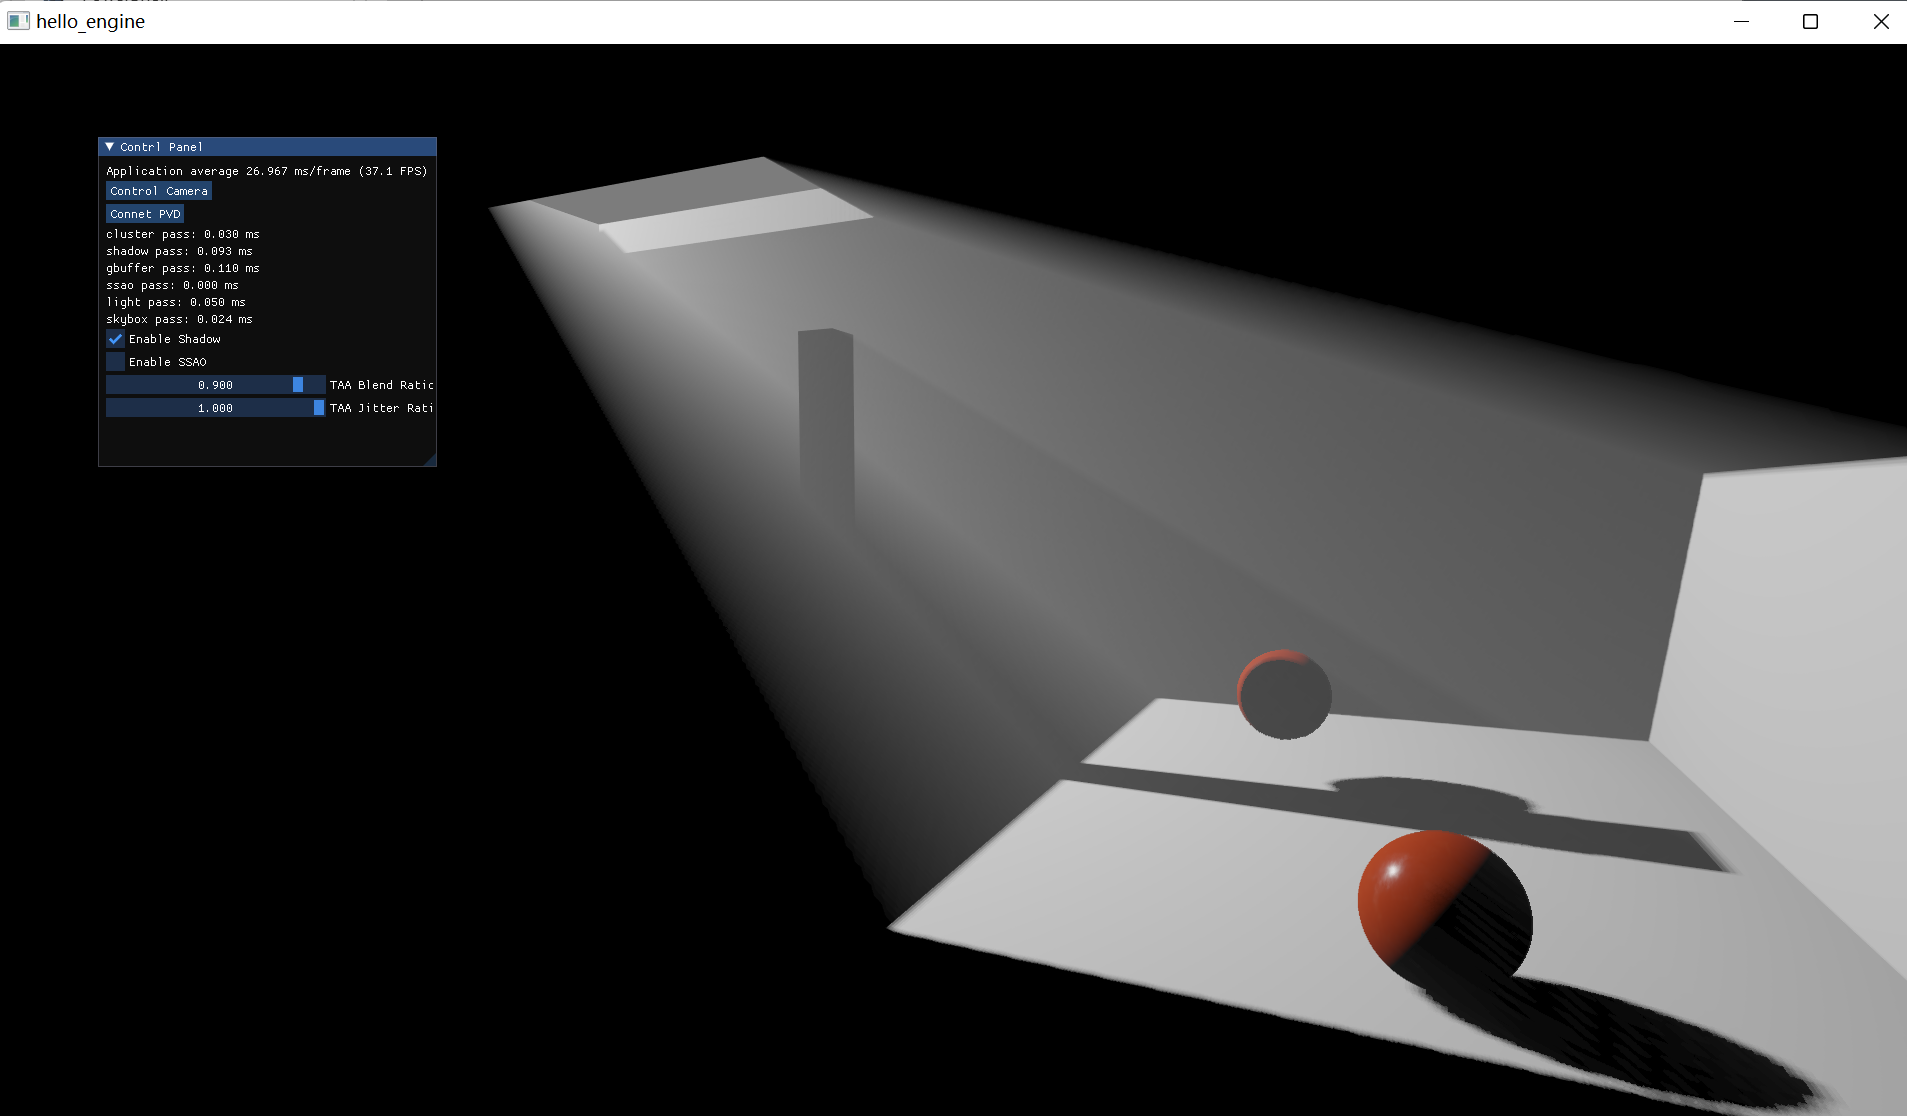 hello_engine
Contrl Panel
Application average 26.967 ms/frame (37.1 FPS)
Control Camera
Connet PVD
cluster pass: 0.030 ms
shadow pass: 0.093 ms
gbuffer pass: 0.110 ms
ssao pass: 0.000 ms
light pass: 0.050 ms
skybox pass: 0.024 ms
Enable Shadow
Enable SSAO
0.900 TAA Blend Ratio
1.000 TAA Jitter Rati